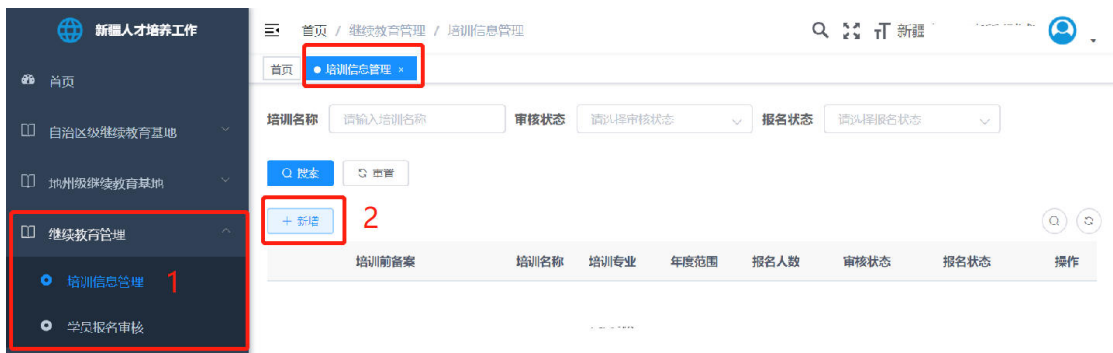 新疆人才培养工作
首页 / 继续教育管理 / 培训信息管理
新疆
首页
培训信息管理 ×
首页
自治区级继续教育基地
地州级继续教育基地
继续教育管理
培训信息管理
1
学员报名审核
培训名称 请输入培训名称 审核状态 请选择审核状态 报名状态 请选择报名状态
搜索 重置
+ 新增
2
培训前备案 培训名称 培训专业 年度范围 报名人数 审核状态 报名状态 操作